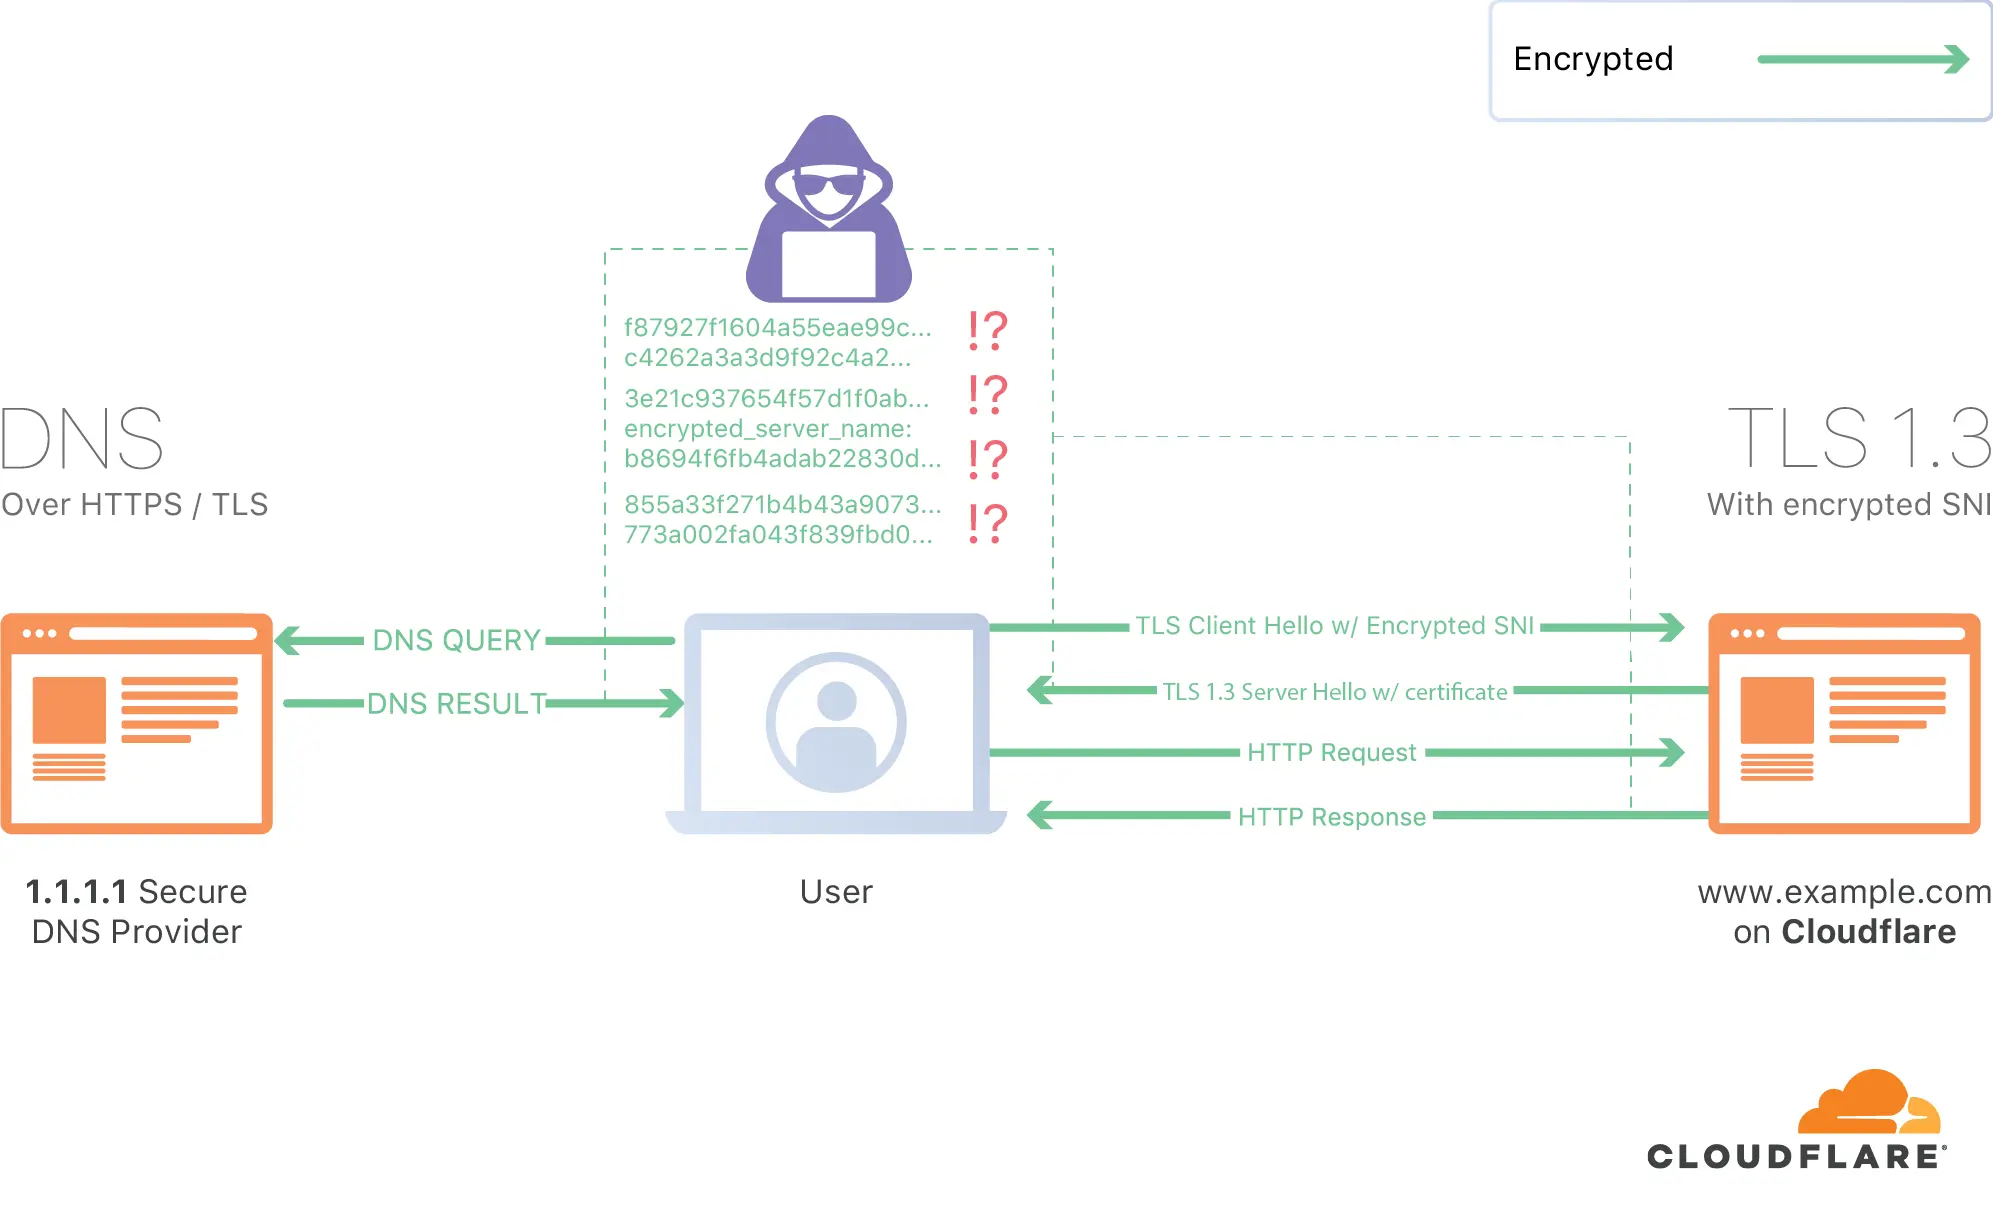 Encrypted
f87927f1604a55eae99c...
c4262a3a3d9f92c4a2...
!?
3e21c937654f57d1f0ab...
encrypted_server_name:
b8694f6fb4adab22830d...
!?
!?
855a33f271b4b43a9073...
773a002fa043f839fbd0...
!?
DNS
Over HTTPS / TLS
TLS 1.3
With encrypted SNI
DNS QUERY
DNS RESULT
TLS Client Hello w/ Encrypted SNI
TLS 1.3 Server Hello w/ certificate
HTTP Request
HTTP Response
1.1.1.1 Secure
DNS Provider
User
www.example.com
on Cloudflare
CLOUDFLARE®